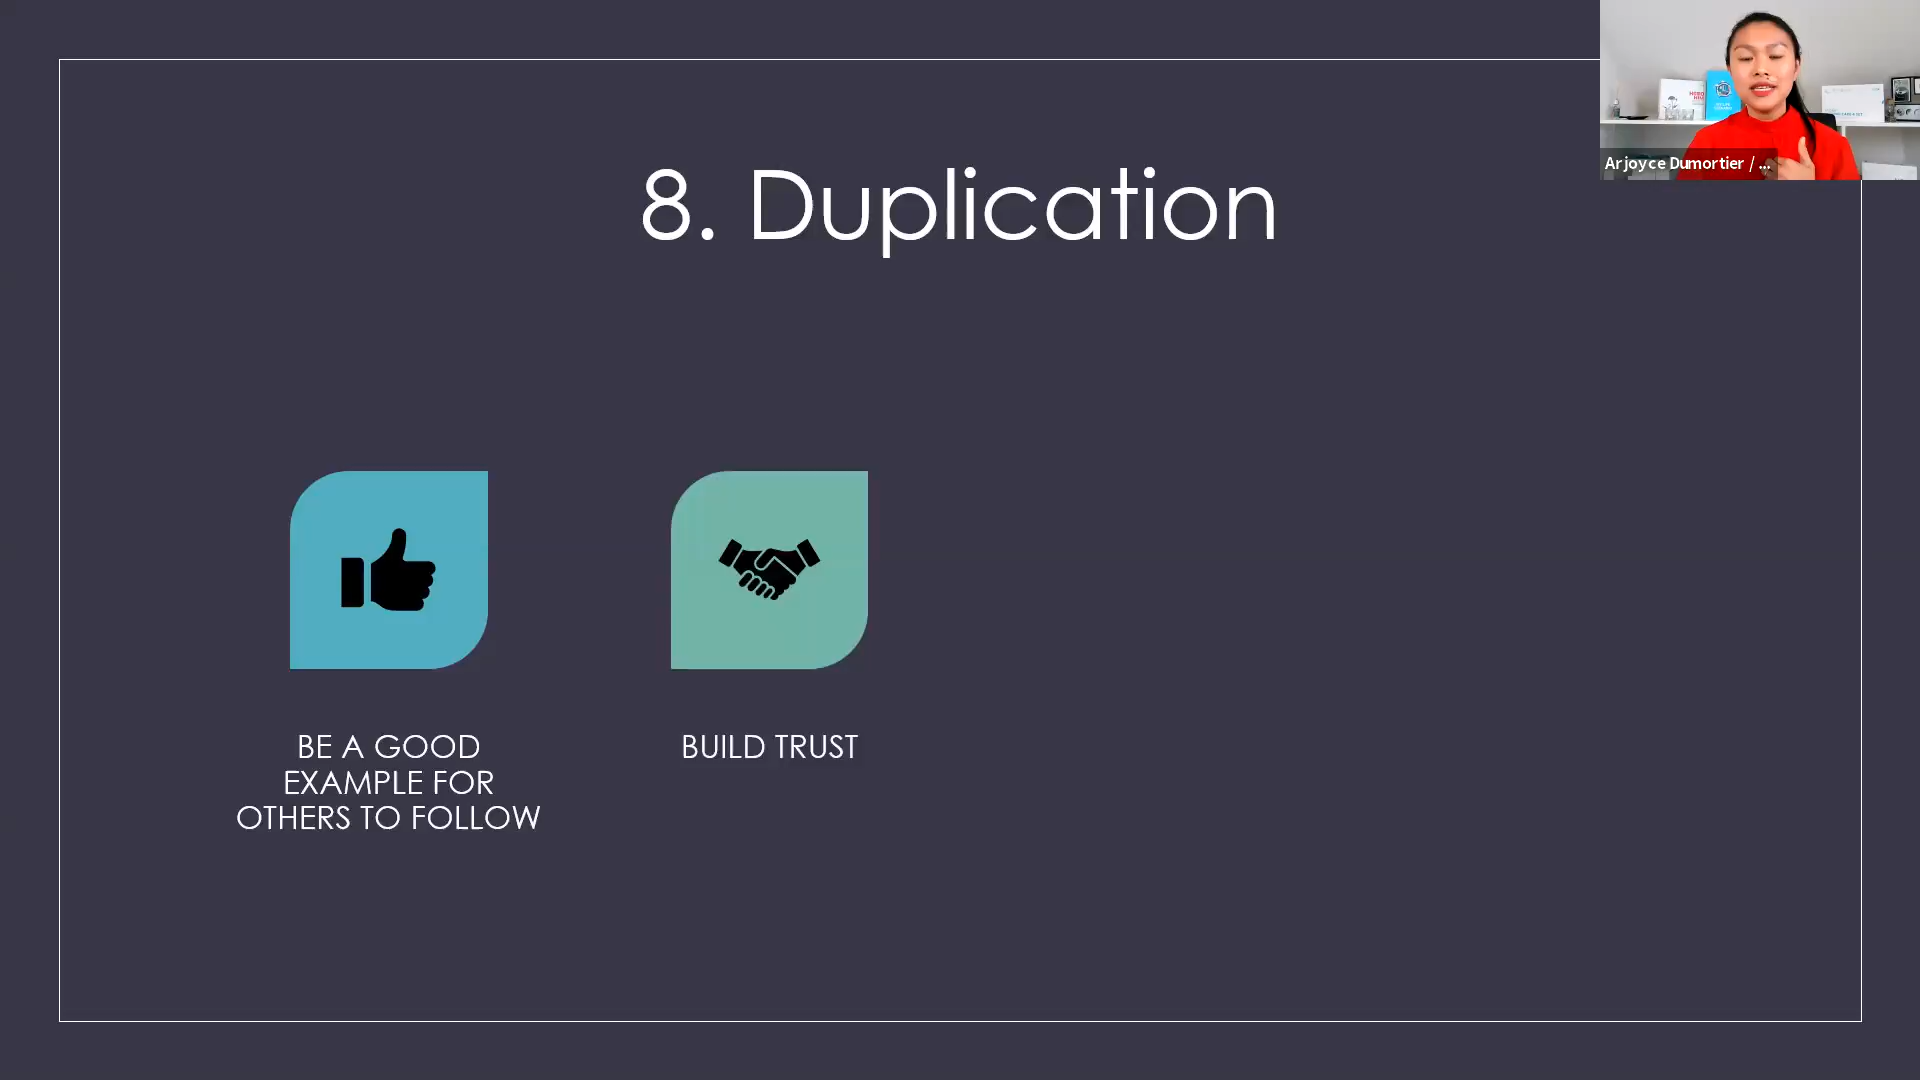 8. Duplication
Arjoyce Dumortier / ...
BE A GOOD
EXAMPLE FOR
OTHERS TO FOLLOW
BUILD TRUST